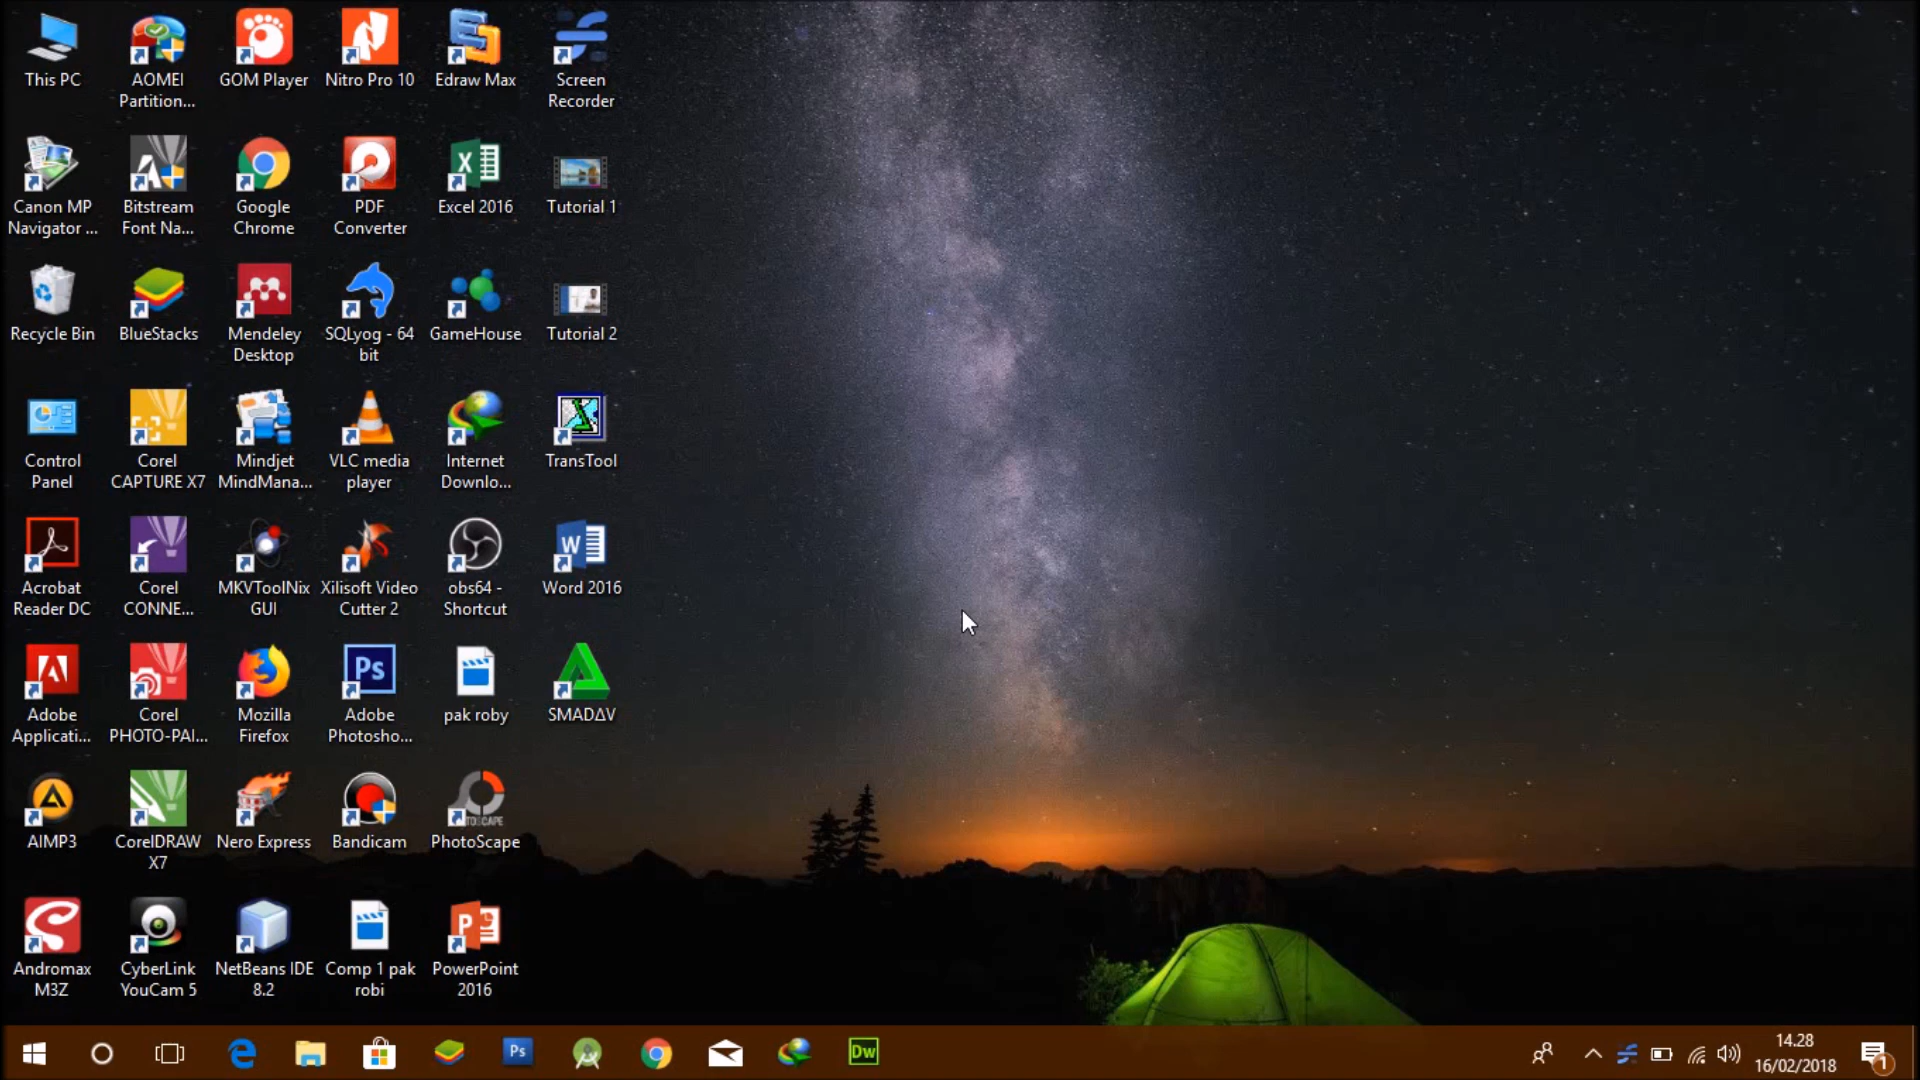 This PC
AOMEI
Partition...
GOM Player
Nitro Pro 10
Edraw Max
Screen
Recorder
Canon MP
Navigator ...
Bitstream
Font Na...
Google
Chrome
PDF
Converter
Excel 2016
Tutorial 1
Recycle Bin
BlueStacks
Mendeley
Desktop
SQLyog - 64
bit
GameHouse
Tutorial 2
Control
Panel
Corel
CAPTURE X7
Mindjet
MindMana...
VLC media
player
Internet
Downlo...
TransTool
Acrobat
Reader DC
Corel
CONNE...
MKVToolNix
GUI
Xilisoft Video
Cutter 2
obs64 -
Shortcut
Word 2016
Adobe
Applicati...
Corel
PHOTO-PAI...
Mozilla
Firefox
Ps
Adobe
Photosho...
pak roby
SMADΔV
AIMP3
CorelDRAW
X7
Nero Express
Bandicam
PhotoScape
Andromax
M3Z
CyberLink
YouCam 5
NetBeans IDE
8.2
Comp 1 pak
robi
PowerPoint
2016
Ps
Dw
14.28
16/02/2018
1